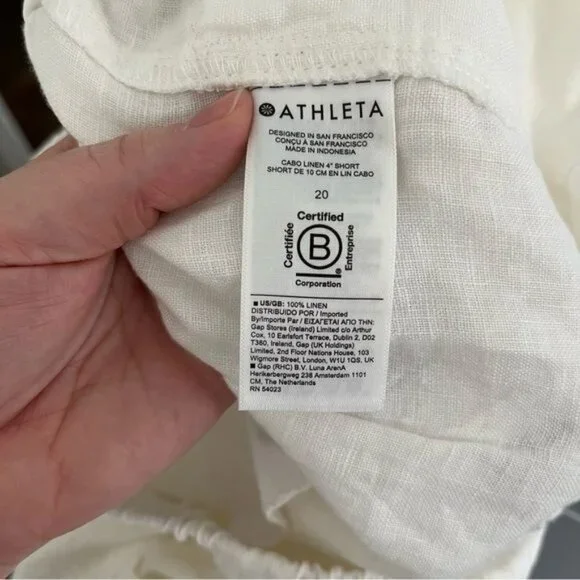 ATHLETA
DESIGNED IN SAN FRANCISCO
CONÇU À SAN FRANCISCO
MADE IN INDONESIA
CABO LINEN 4" SHORT
SHORT DE 10 CM EN LIN CABO
20
Certified
Certifiée
B
Entreprise
Corporation
■ US/GB: 100% LINEN
DISTRIBUIDO POR / Imported
By/Importe Par / ΕΙΣΑΓΕΤΑΙ ΑΠΟ ΤΗΝ:
Gap Stores (Ireland) Limited c/o Arthur
Cox, 10 Earlsfort Terrace, Dublin 2, D02
T380, Ireland, Gap (UK Holdings)
Limited, 2nd Floor Nations House, 103
Wigmore Street, London, W1U 1QS. UK
■ Gap (RHC) B.V. Luna ArenA
Herikerbergweg 238 Amsterdam 1101
CM, The Netherlands
RN 54023